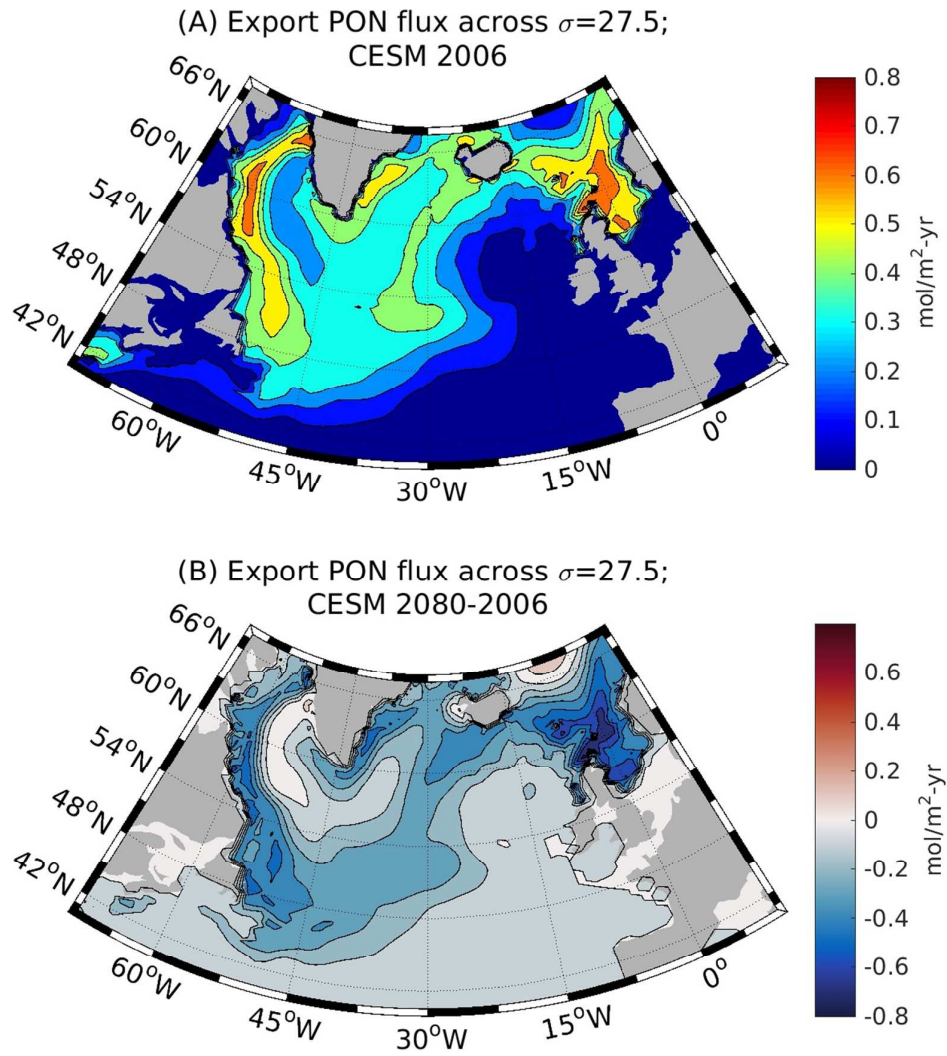 (A) Export PON flux across σ=27.5;
CESM 2006
66°N
60°N
54°N
48°N
42°N
60°W
45°W
30°W
15°W
0°
0.8
0.7
0.6
0.5
0.4
0.3
0.2
0.1
0
mol/m²-yr
(B) Export PON flux across σ=27.5;
CESM 2080-2006
66°N
60°N
54°N
48°N
42°N
60°W
45°W
30°W
15°W
0°
0.6
0.4
0.2
0
-0.2
-0.4
-0.6
-0.8
mol/m²-yr